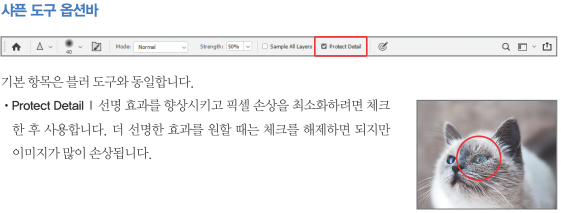 샤픈 도구 옵션바
40 Mode: Normal Strength: 50% Sample All Layers Protect Detail
기본 항목은 블러 도구와 동일합니다.
• Protect Detail | 선명 효과를 향상시키고 픽셀 손상을 최소화하려면 체크
한 후 사용합니다. 더 선명한 효과를 원할 때는 체크를 해제하면 되지만
이미지가 많이 손상됩니다.